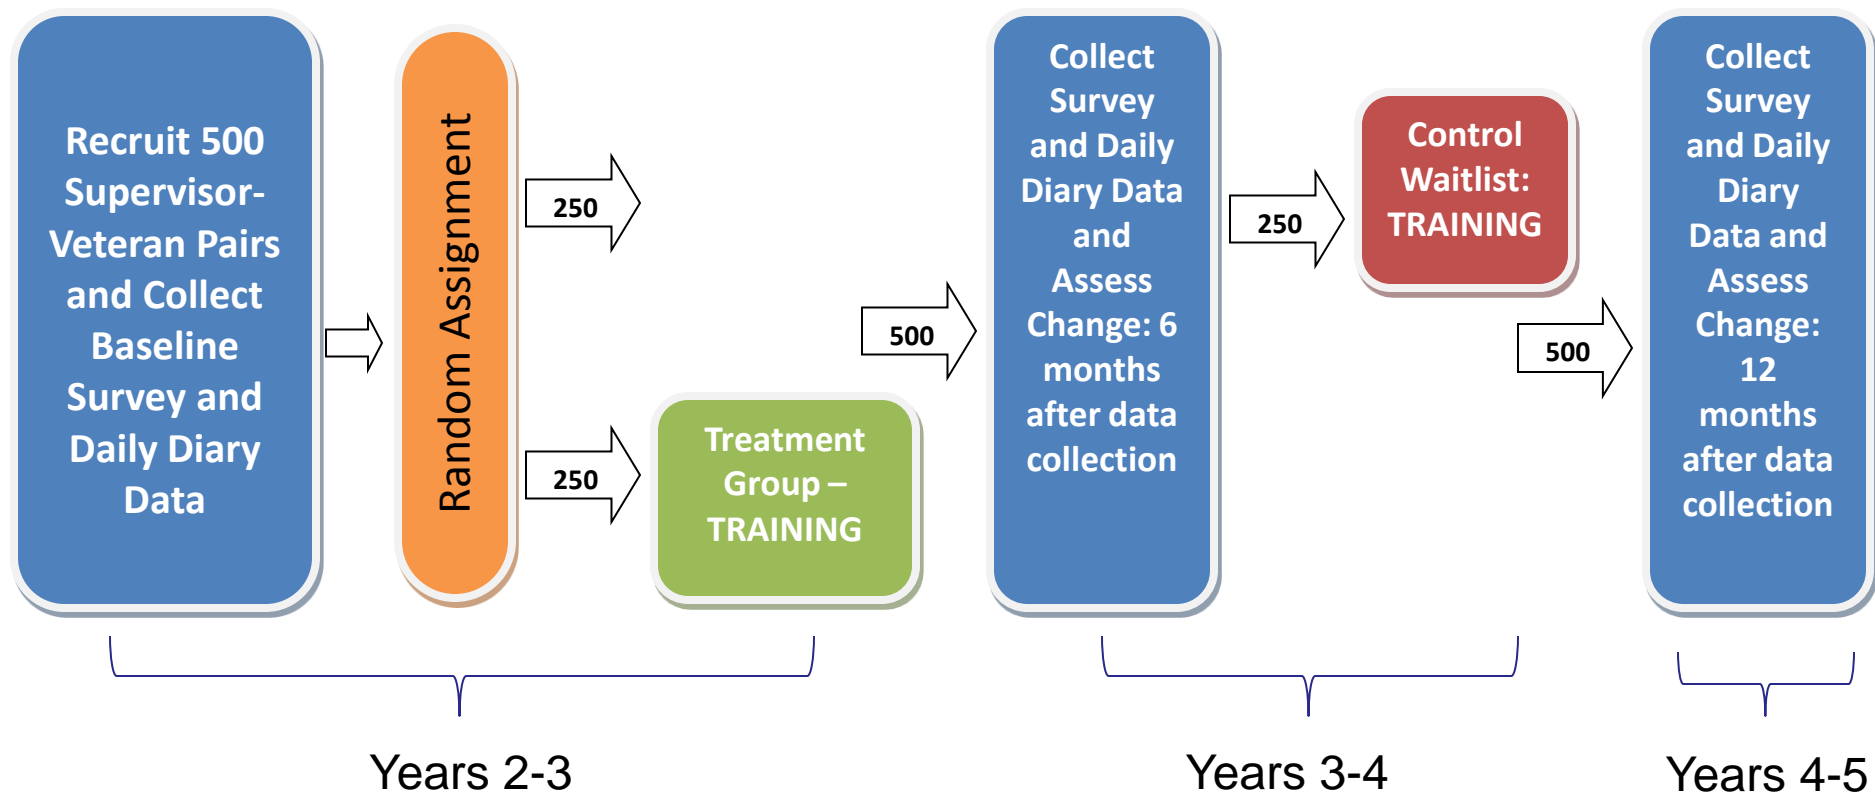 Recruit 500
Supervisor-
Veteran Pairs
and Collect
Baseline
Survey and
Daily Diary
Data
Random Assignment
250
250
Treatment
Group –
TRAINING
500
Collect
Survey
and Daily
Diary Data
and
Assess
Change: 6
months
after data
collection
250
Control
Waitlist:
TRAINING
500
Collect
Survey
and Daily
Diary
Data and
Assess
Change:
12
months
after data
collection
Years 2-3
Years 3-4
Years 4-5